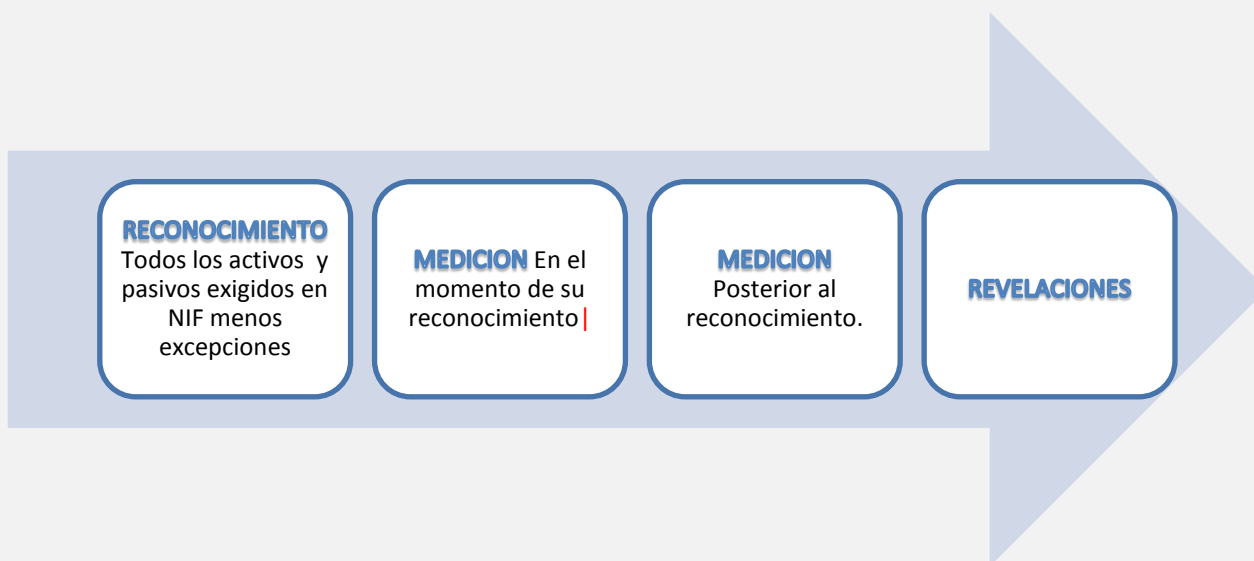 RECONOCIMIENTO
Todos los activos y
pasivos exigidos en
NIF menos
excepciones
MEDICION En el
momento de su
reconocimiento|
MEDICION
Posterior al
reconocimiento.
REVELACIONES